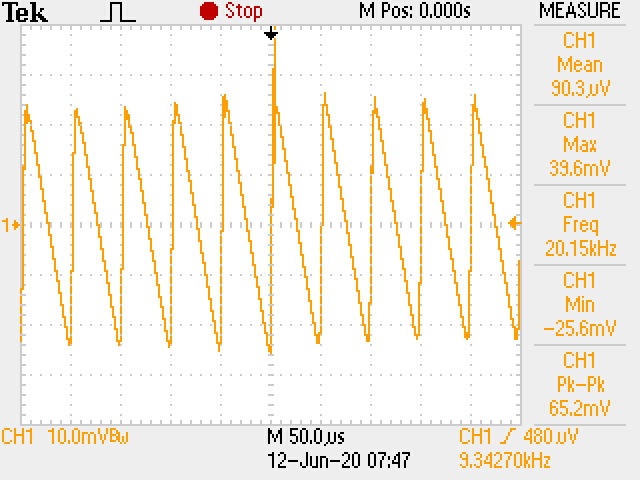 Tek Stop M Pos: 0.000s MEASURE
CH1
Mean
90.3µV
CH1
Max
39.6mV
1
CH1
Freq
20.15kHz
CH1
Min
-25.6mV
CH1
Pk-Pk
65.2mV
CH1 10.0mVBw M 50.0µs CH1 480µV
12-Jun-20 07:47 9.34270kHz